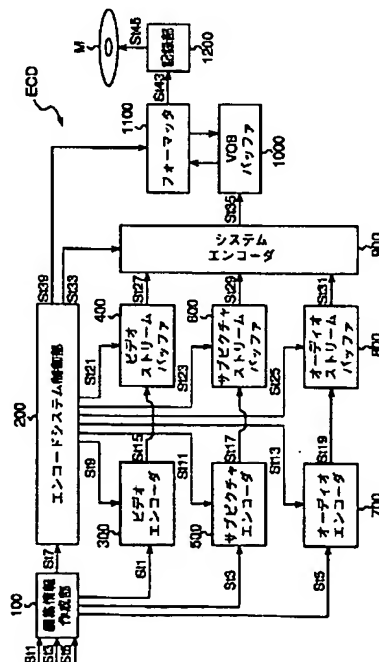 St45
M
記録部
1200
ECD
St43
1100
フォーマッタ
VOB
バッファ
1000
St35
St39
St33
システム
エンコーダ
900
200
エンコードシステム制御部
St21
St27
400
ビデオ
ストリーム
バッファ
St23
St29
600
サブピクチャ
ストリーム
バッファ
St25
St31
オーディオ
ストリーム
バッファ
800
St9
St15
300
ビデオ
エンコーダ
St11
St17
500
サブピクチャ
エンコーダ
St13
St19
オーディオ
エンコーダ
700
St7
100
編集情報
作成部
St1
St3
St5
St1
St3
St5